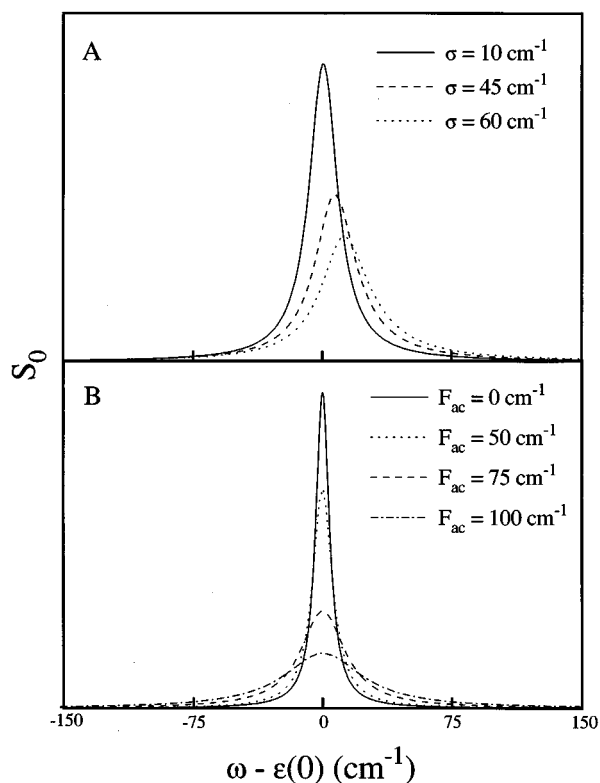 A
σ = 10 cm⁻¹
σ = 45 cm⁻¹
σ = 60 cm⁻¹
S₀
B
F_ac = 0 cm⁻¹
F_ac = 50 cm⁻¹
F_ac = 75 cm⁻¹
F_ac = 100 cm⁻¹
-150 -75 0 75 150
ω - ε(0) (cm⁻¹)